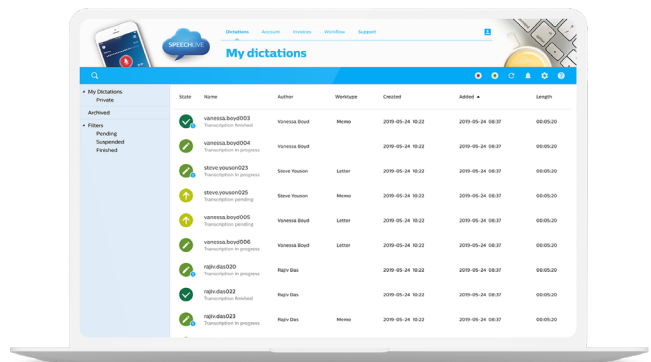 SPEECHLIVE
Dictations Account Invoices Workflow Support
My dictations
My Dictations
Private
Archived
Filters
Pending
Suspended
Finished
State Name Author Worktype Created Added Length
vanessa.boyd003
Transcription finished
Vanessa Boyd Memo 2019-05-24 10:22 2019-05-24 08:37 00:05:20
vanessa.boyd004
Transcription in progress
Vanessa Boyd 2019-05-24 10:22 2019-05-24 08:37 00:05:20
steve.youson023
Transcription in progress
Steve Youson Letter 2019-05-24 10:22 2019-05-24 08:37 00:05:20
steve.youson025
Transcription pending
Steve Youson Memo 2019-05-24 10:22 2019-05-24 08:37 00:05:20
vanessa.boyd005
Transcription pending
Vanessa Boyd Letter 2019-05-24 10:22 2019-05-24 08:37 00:05:20
vanessa.boyd006
Transcription in progress
Vanessa Boyd Letter 2019-05-24 10:22 2019-05-24 08:37 00:05:20
rajiv.das020
Transcription in progress
Rajiv Das 2019-05-24 10:22 2019-05-24 08:37 00:05:20
rajiv.das022
Transcription finished
Rajiv Das 2019-05-24 10:22 2019-05-24 08:37 00:05:20
rajiv.das023
Transcription in progress
Rajiv Das Memo 2019-05-24 10:22 2019-05-24 08:37 00:05:20